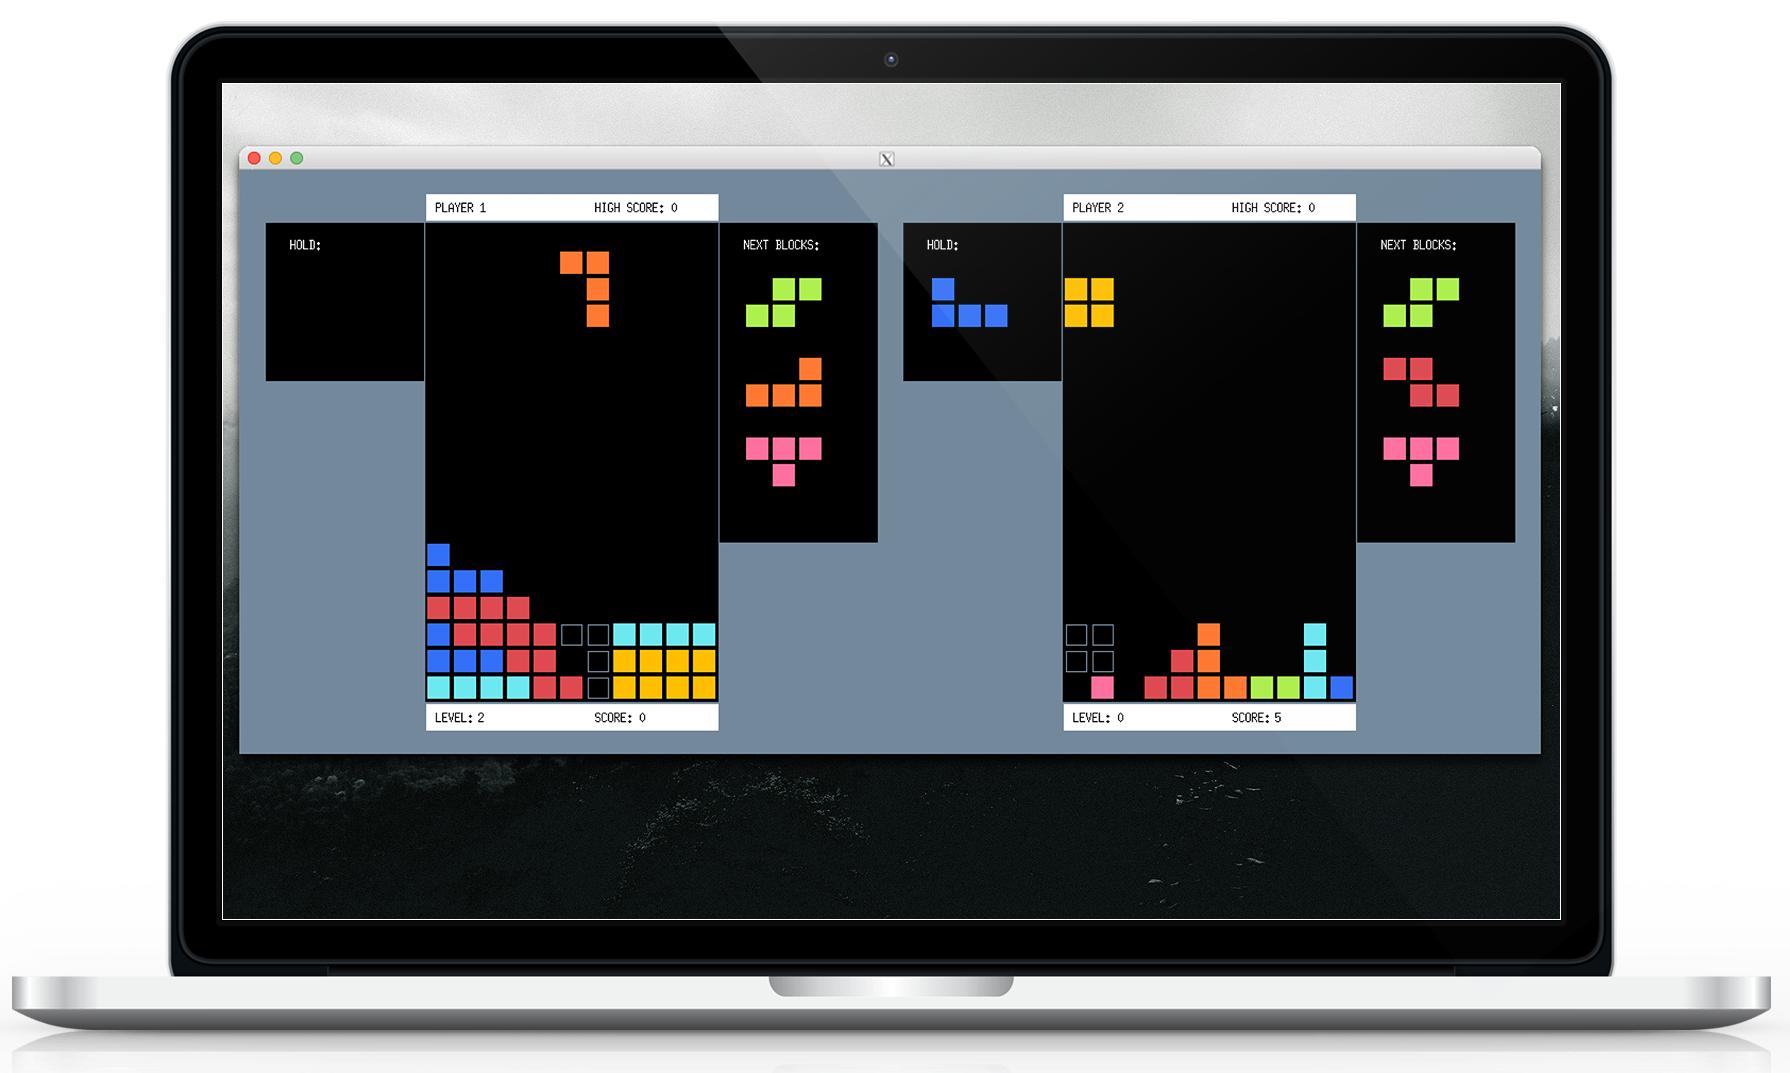 PLAYER 1
HIGH SCORE: 0
HOLD:
NEXT BLOCKS:
LEVEL: 2
SCORE: 0
PLAYER 2
HIGH SCORE: 0
HOLD:
NEXT BLOCKS:
LEVEL: 0
SCORE: 5